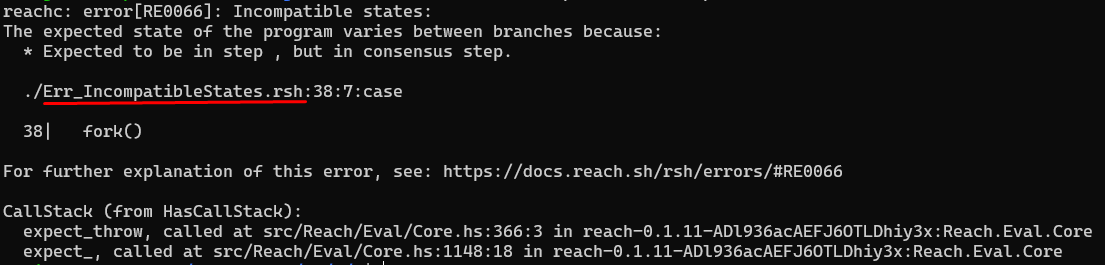 reachc: error[RE0066]: Incompatible states:
The expected state of the program varies between branches because:
  * Expected to be in step , but in consensus step.
  ./Err_IncompatibleStates.rsh:38:7:case
  38|   fork()
For further explanation of this error, see: https://docs.reach.sh/rsh/errors/#RE0066
CallStack (from HasCallStack):
  expect_throw, called at src/Reach/Eval/Core.hs:366:3 in reach-0.1.11-ADl936acAEFJ6OTLDhiy3x:Reach.Eval.Core
  expect_, called at src/Reach/Eval/Core.hs:1148:18 in reach-0.1.11-ADl936acAEFJ6OTLDhiy3x:Reach.Eval.Core